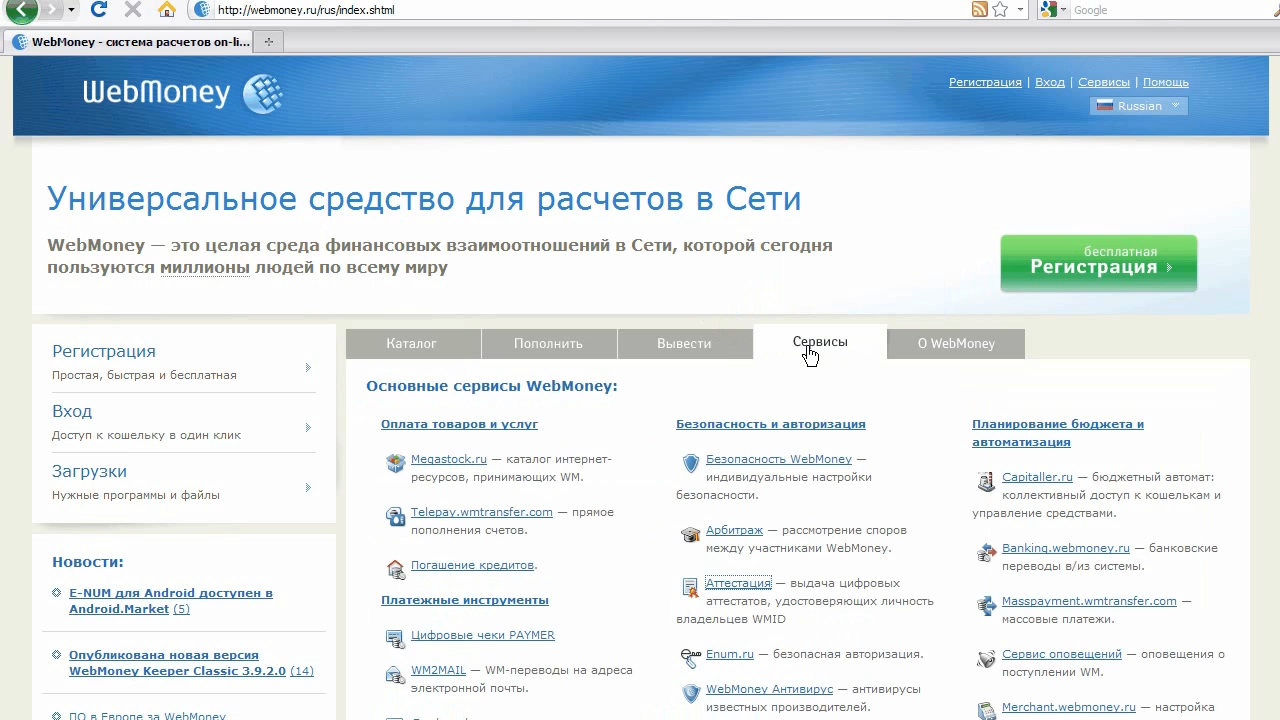 http://webmoney.ru/rus/index.shtml
Google
WebMoney - система расчетов on-li...
WebMoney
Регистрация | Вход | Сервисы | Помощь
Russian
Универсальное средство для расчетов в Сети
WebMoney — это целая среда финансовых взаимоотношений в Сети, которой сегодня
пользуются миллионы людей по всему миру
бесплатная
Регистрация
Регистрация
Простая, быстрая и бесплатная
Вход
Доступ к кошельку в один клик
Загрузки
Нужные программы и файлы
Новости:
E-NUM для Android доступен в
Android.Market (5)
Опубликована новая версия
WebMoney Keeper Classic 3.9.2.0 (14)
ПО в Европе за WebMoney
Каталог
Пополнить
Вывести
Сервисы
О WebMoney
Основные сервисы WebMoney:
Оплата товаров и услуг
Megastock.ru — каталог интернет-
ресурсов, принимающих WM.
Telepay.wmtransfer.com — прямое
пополнения счетов.
Погашение кредитов.
Платежные инструменты
Цифровые чеки PAYMER
WM2MAIL — WM-переводы на адреса
электронной почты.
Безопасность и авторизация
Безопасность WebMoney —
индивидуальные настройки
безопасности.
Арбитраж — рассмотрение споров
между участниками WebMoney.
Аттестация — выдача цифровых
аттестатов, удостоверяющих личность
владельцев WMID
Enum.ru — безопасная авторизация.
WebMoney Антивирус — антивирусы
известных производителей.
Планирование бюджета и
автоматизация
Capitaller.ru — бюджетный автомат:
коллективный доступ к кошелькам и
управление средствами.
Banking.webmoney.ru — банковские
переводы в/из системы.
Masspayment.wmtransfer.com —
массовые платежи.
Сервис оповещений — оповещения о
поступлении WM.
Merchant.webmoney.ru — настройка